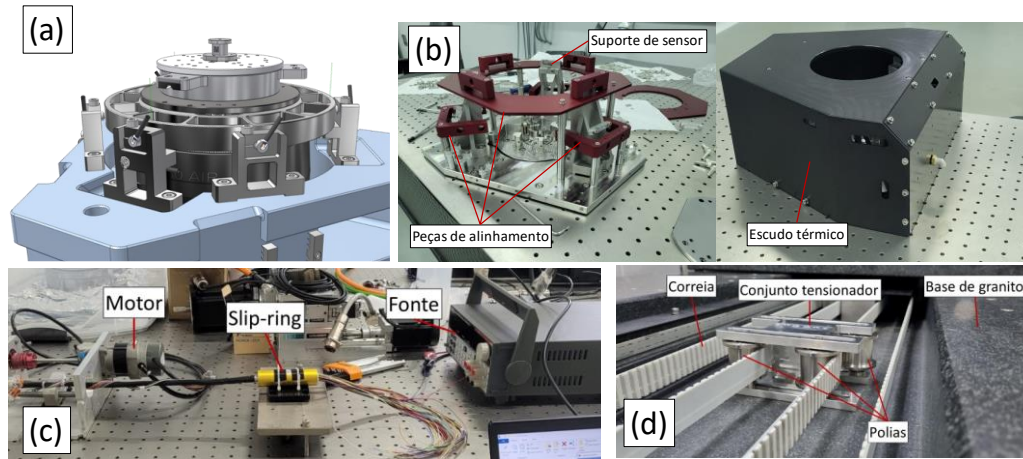 (a)
(b)
Suporte de sensor
Peças de alinhamento
Escudo térmico
(c)
Motor
Slip-ring
Fonte
(d)
Correia
Conjunto tensionador
Base de granito
Polias